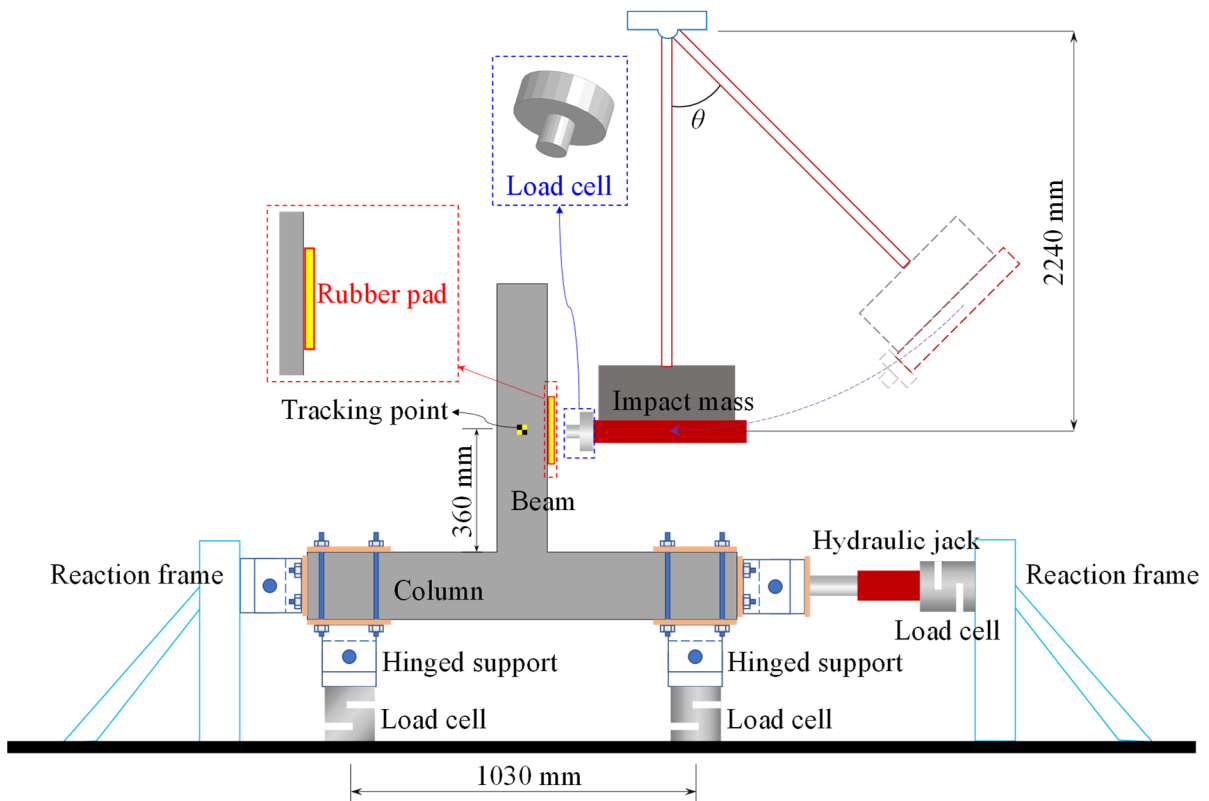 θ
Load cell
2240 mm
Rubber pad
Tracking point
Impact mass
360 mm
Beam
Hydraulic jack
Reaction frame
Column
Reaction frame
Load cell
Hinged support
Hinged support
Load cell
Load cell
1030 mm